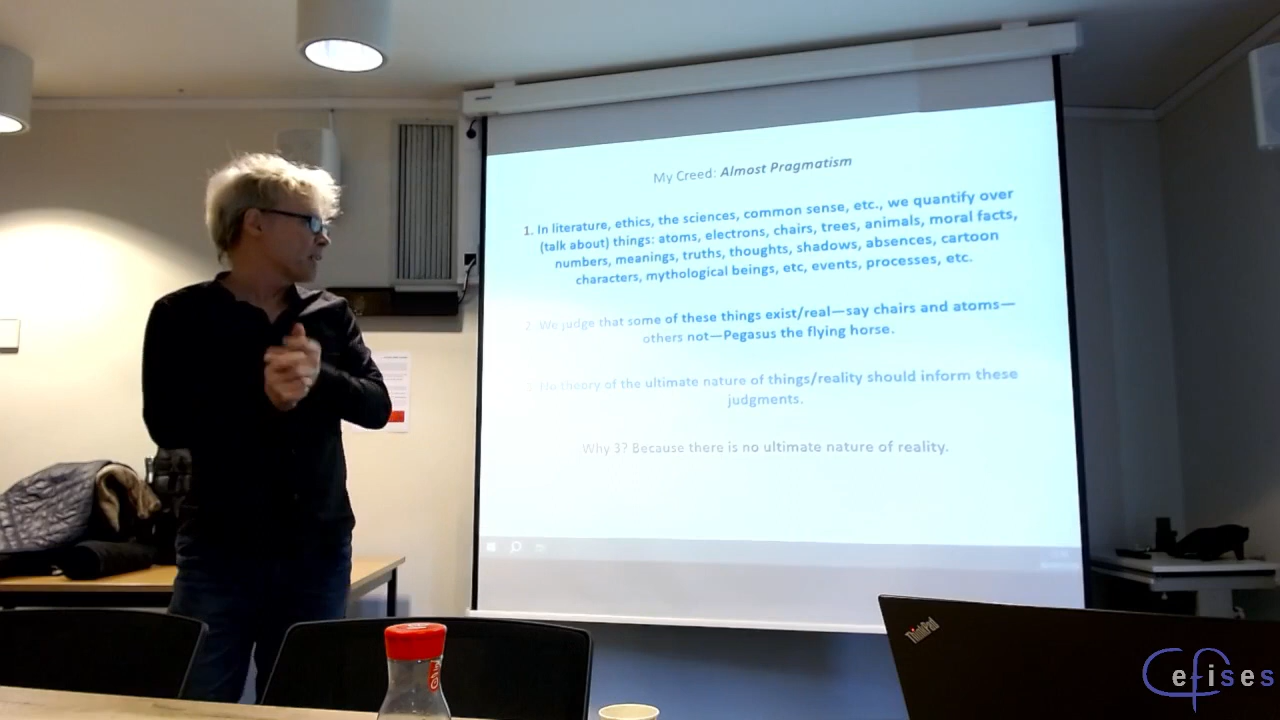 My Creed: Almost Pragmatism
1. In literature, ethics, the sciences, common sense, etc., we quantify over
(talk about) things: atoms, electrons, chairs, trees, animals, moral facts,
numbers, meanings, truths, thoughts, shadows, absences, cartoon
characters, mythological beings, etc, events, processes, etc.
2. We judge that some of these things exist/real—say chairs and atoms—
others not—Pegasus the flying horse.
No theory of the ultimate nature of things/reality should inform these
judgments.
Why 3? Because there is no ultimate nature of reality.
ThinkPad
Cefises